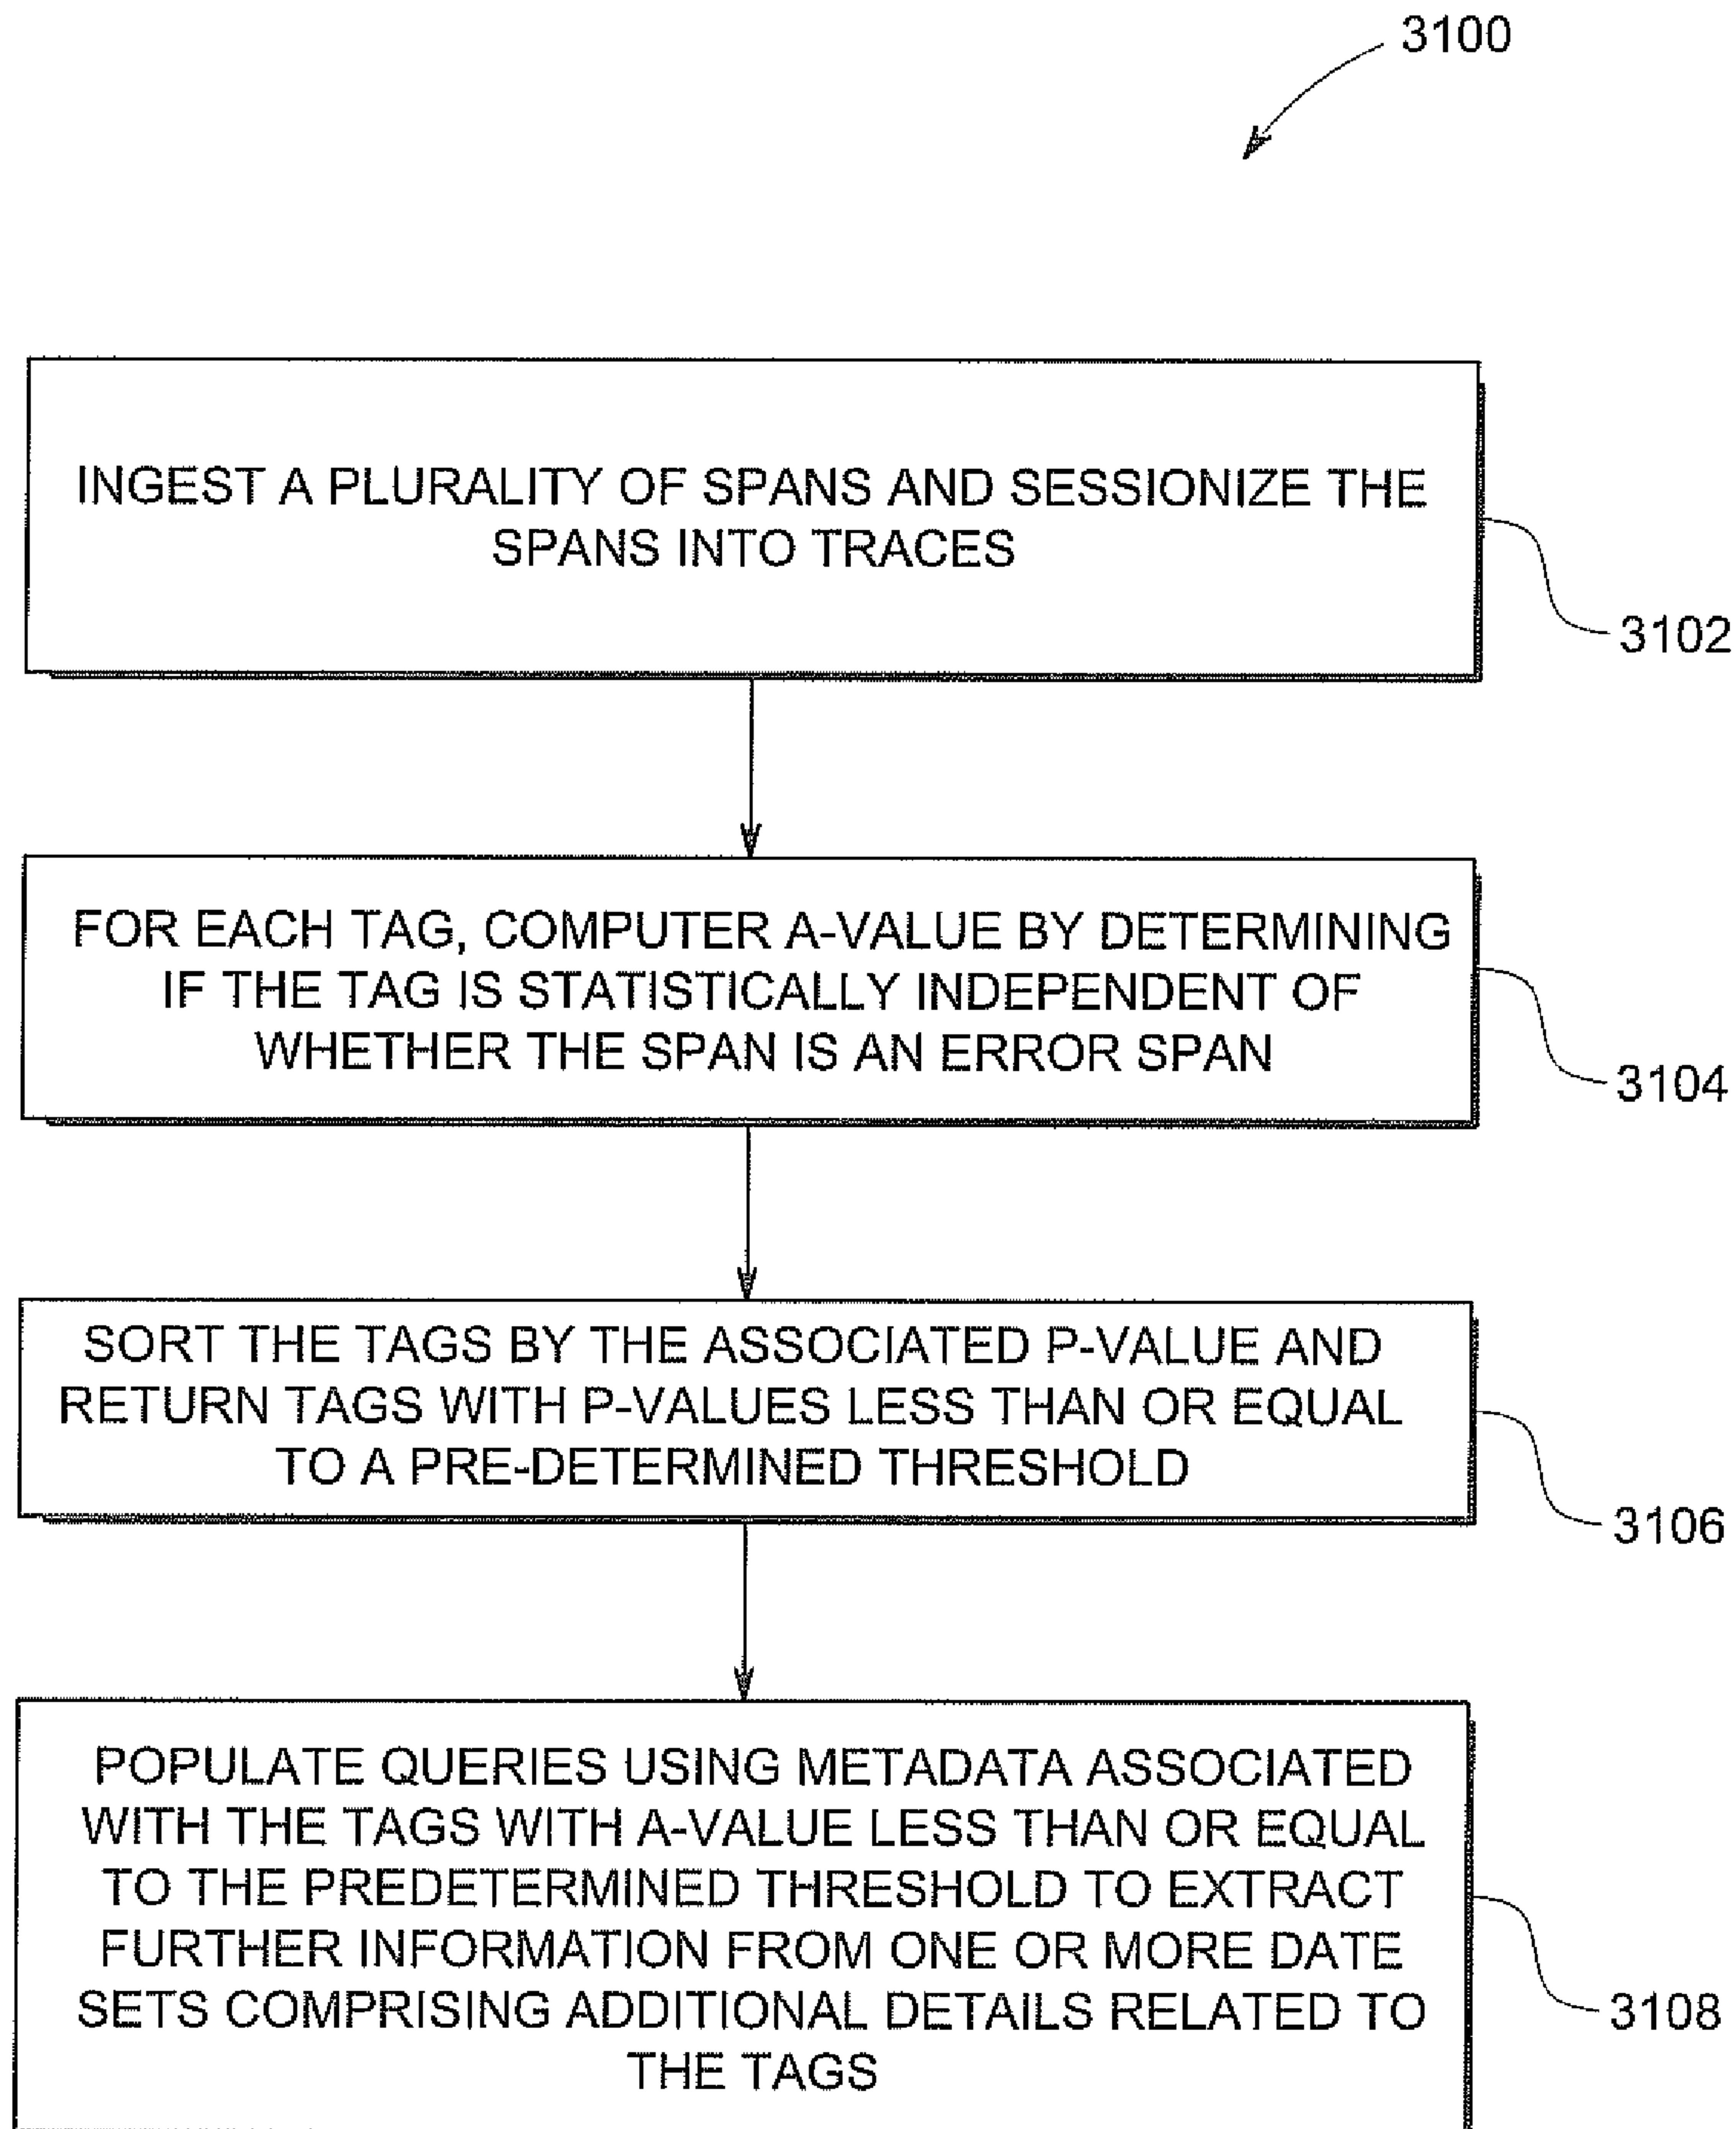 3100
INGEST A PLURALITY OF SPANS AND SESSIONIZE THE
SPANS INTO TRACES
3102
FOR EACH TAG, COMPUTER A-VALUE BY DETERMINING
IF THE TAG IS STATISTICALLY INDEPENDENT OF
WHETHER THE SPAN IS AN ERROR SPAN
3104
SORT THE TAGS BY THE ASSOCIATED P-VALUE AND
RETURN TAGS WITH P-VALUES LESS THAN OR EQUAL
TO A PRE-DETERMINED THRESHOLD
3106
POPULATE QUERIES USING METADATA ASSOCIATED
WITH THE TAGS WITH A-VALUE LESS THAN OR EQUAL
TO THE PREDETERMINED THRESHOLD TO EXTRACT
FURTHER INFORMATION FROM ONE OR MORE DATE
SETS COMPRISING ADDITIONAL DETAILS RELATED TO
THE TAGS
3108